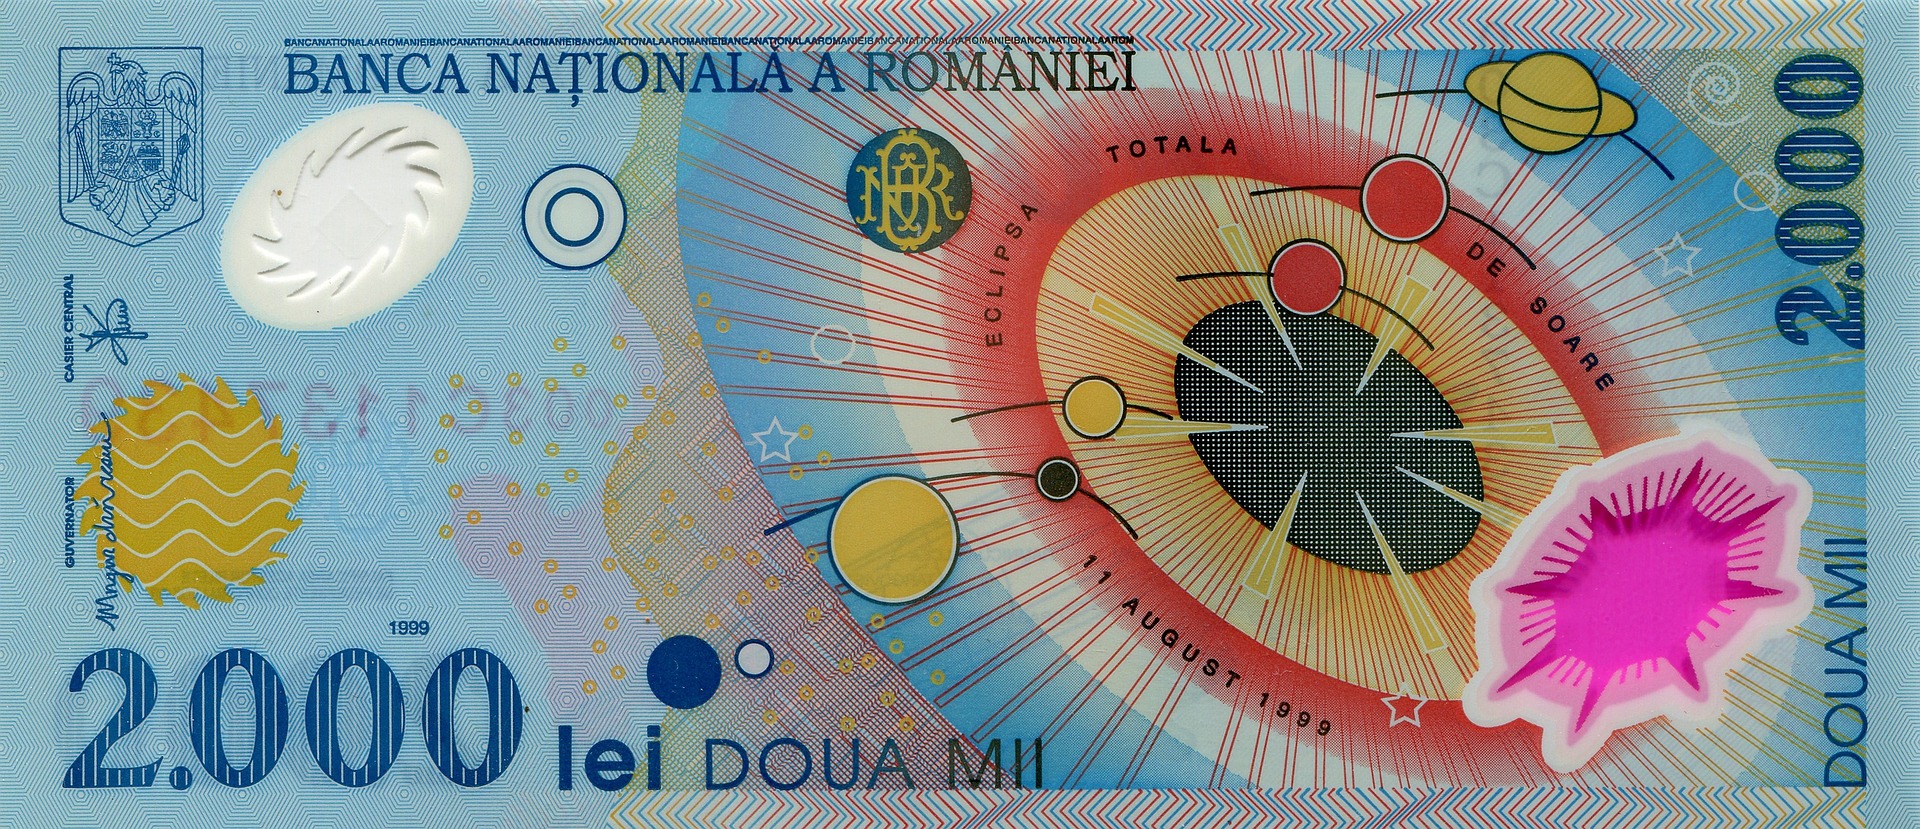 BANCANATIONALAAROMANIEIBANCANATIONALAAROMANIEIBANCANATIONALAAROMANIEIBANCANATIONALAAROMANIEIBANCANATIONALAAROMANIEIBANCANATIONALAAROM
BANCA NAȚIONALĂ A ROMÂNIEI
2.000
ECLIPSA TOTALA DE SOARE
CASIER CENTRAL
GUVERNATOR
11 AUGUST 1999
1999
2.000 lei DOUA MII
DOUA MII